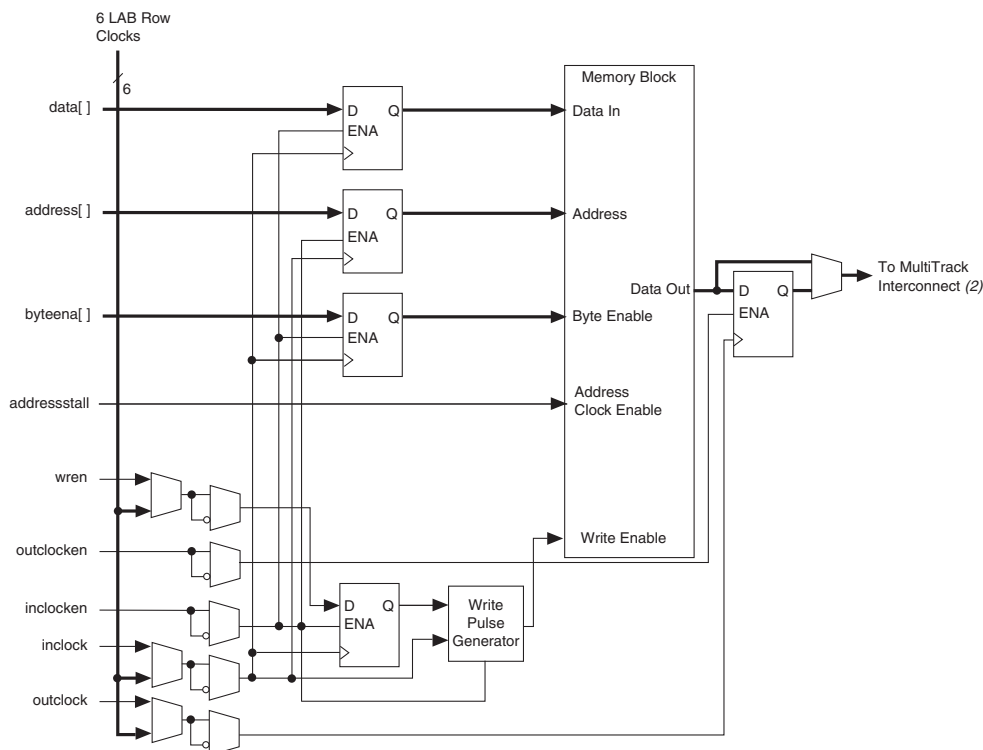 6 LAB Row
Clocks
6
Memory Block
data[ ]
D Q
ENA
Data In
address[ ]
D Q
ENA
Address
To MultiTrack
Interconnect (2)
Data Out
D Q
ENA
byteena[ ]
D Q
ENA
Byte Enable
addressstall
Address
Clock Enable
wren
Write Enable
outclocken
inclocken
D Q
ENA
Write
Pulse
Generator
inclock
outclock